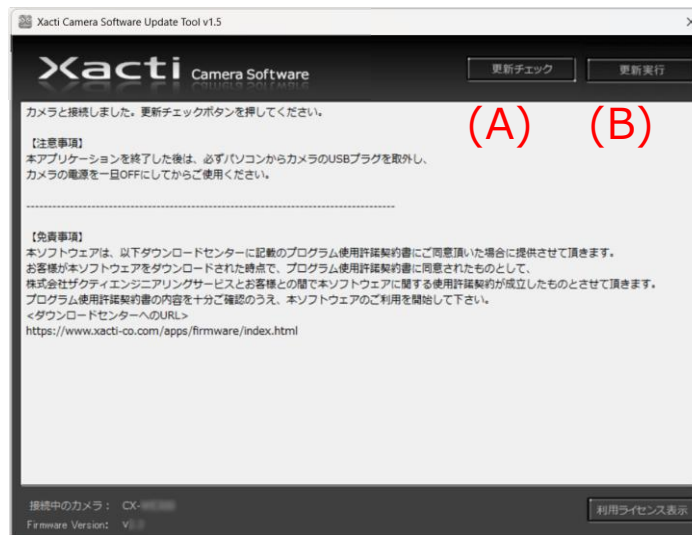 Xacti Camera Software Update Tool v1.5
Xacti Camera Software
更新チェック
更新実行
(A)
(B)
カメラと接続しました。更新チェックボタンを押してください。
【注意事項】
本アプリケーションを終了した後は、必ずパソコンからカメラのUSBプラグを取外し、
カメラの電源を一旦OFFにしてからご使用ください。
--------------------------------------------------------------------------------------
【免責事項】
本ソフトウェアは、以下ダウンロードセンターに記載のプログラム使用許諾契約書にご同意頂いた場合に提供させて頂きます。
お客様が本ソフトウェアをダウンロードされた時点で、プログラム使用許諾契約書に同意されたものとして、
株式会社ザクティエンジニアリングサービスとお客様との間で本ソフトウェアに関する使用許諾契約が成立したものとさせて頂きます。
プログラム使用許諾契約書の内容を十分ご確認のうえ、本ソフトウェアのご利用を開始して下さい。
<ダウンロードセンターへのURL>
https://www.xacti-co.com/apps/firmware/index.html
接続中のカメラ： CX-
Firmware Version: V
利用ライセンス表示